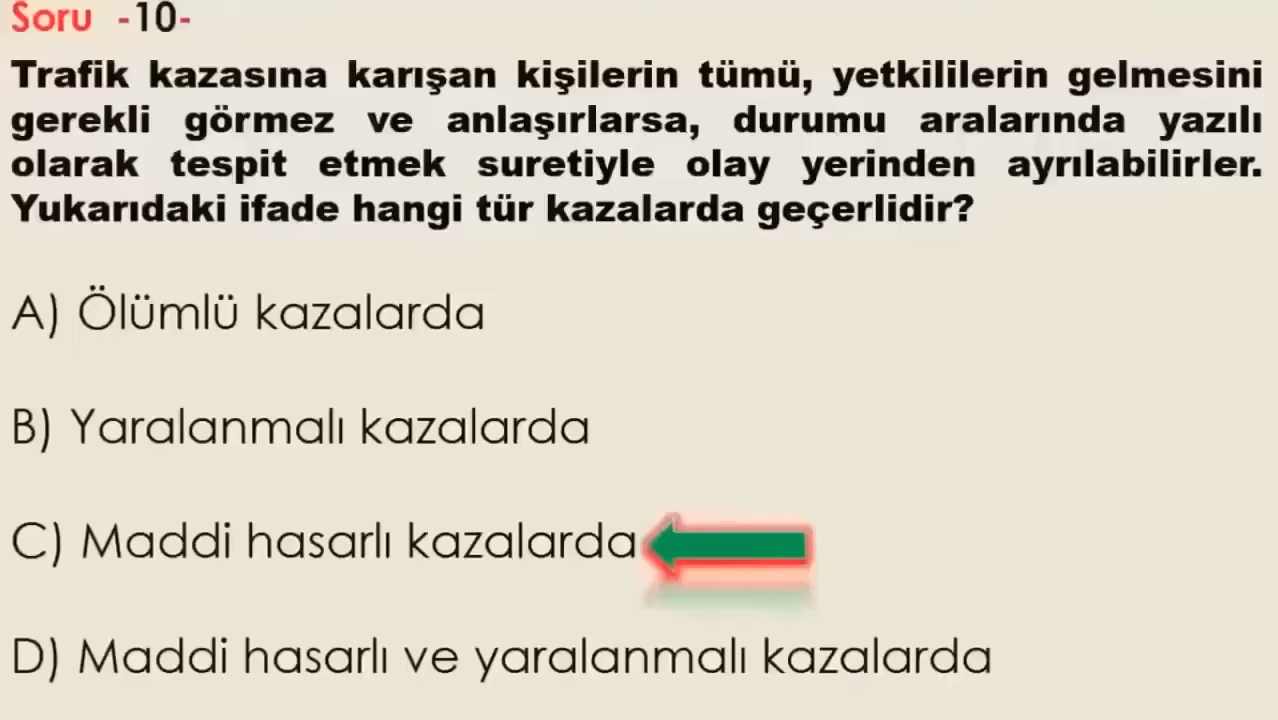 Soru -10-
Trafik kazasına karışan kişilerin tümü, yetkililerin gelmesini
gerekli görmez ve anlaşırlarsa, durumu aralarında yazılı
olarak tespit etmek suretiyle olay yerinden ayrılabilirler.
Yukarıdaki ifade hangi tür kazalarda geçerlidir?
A) Ölümlü kazalarda
B) Yaralanmalı kazalarda
C) Maddi hasarlı kazalarda
D) Maddi hasarlı ve yaralanmalı kazalarda